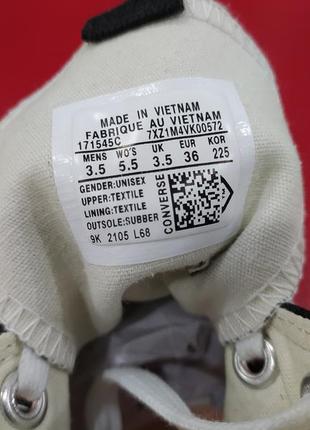 MADE IN VIETNAM
FABRIQUE AU VIETNAM
171545C 7XZ1M4VK00572
MENS WO'S UK EUR KOR
3.5 5.5 3.5 36 225
GENDER:UNISEX
UPPER:TEXTILE
LINING:TEXTILE
OUTSOLE:SUBBER
9K 2105 L68
CONVERSE